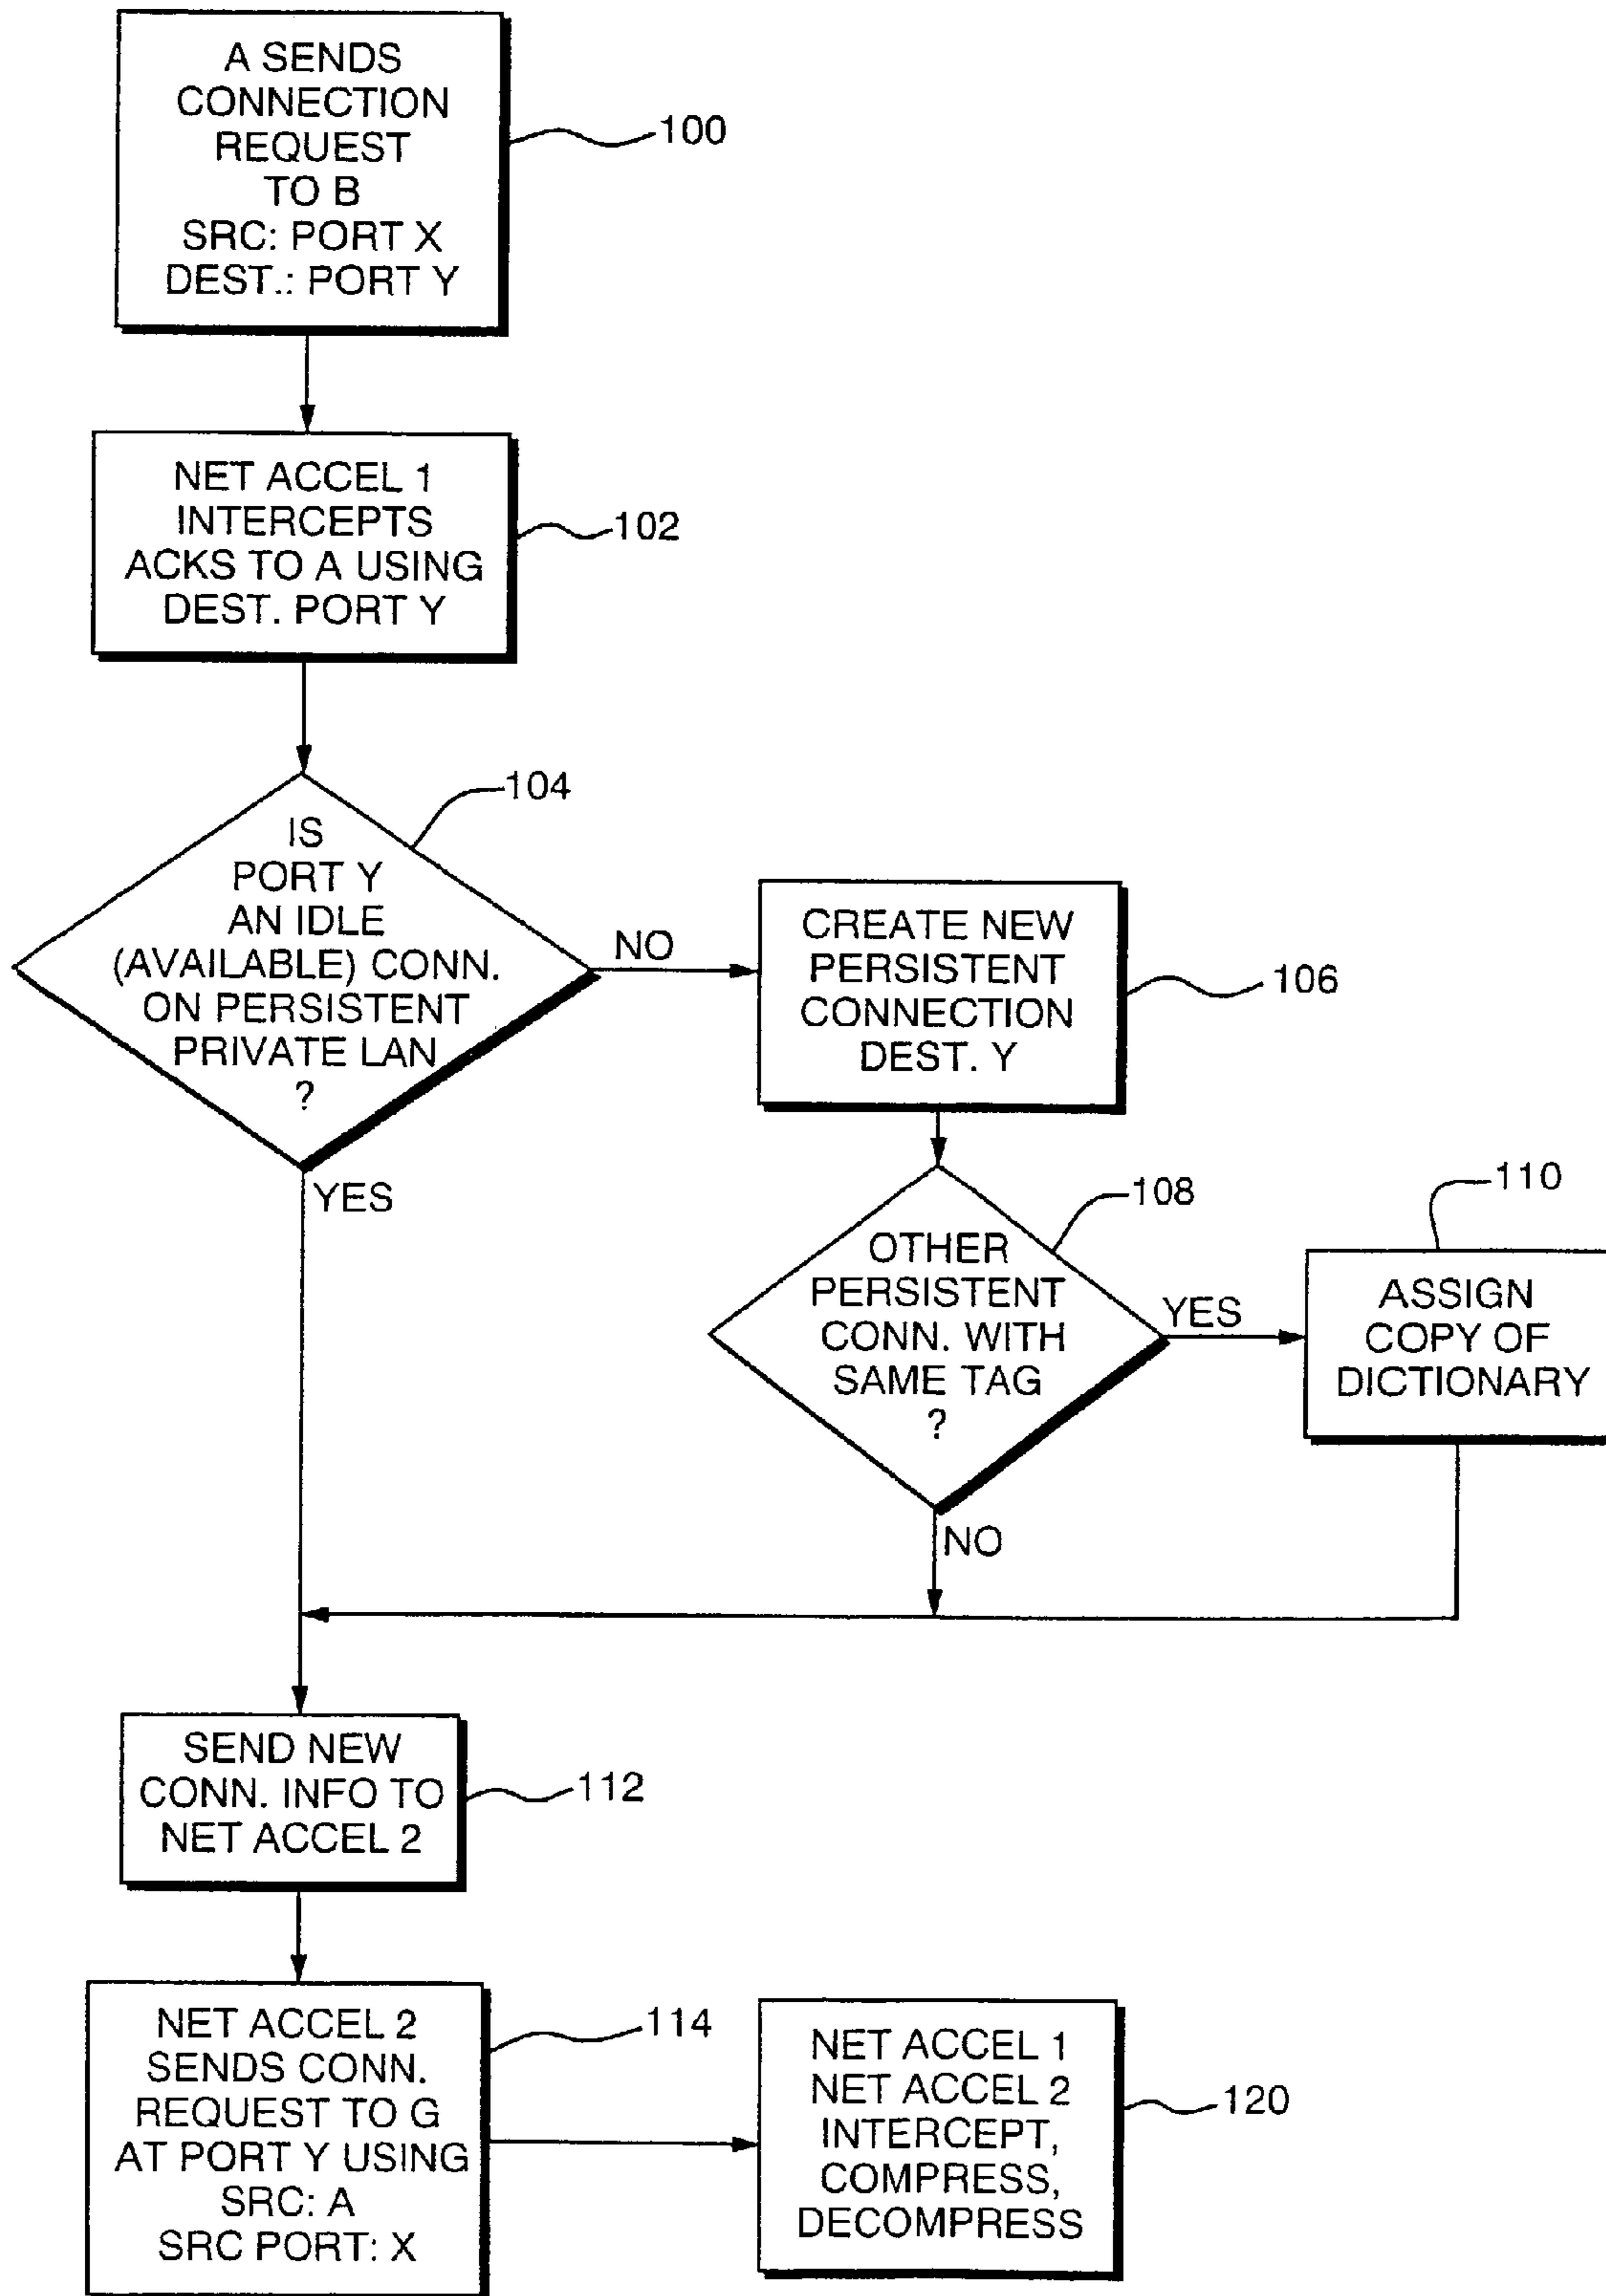 A SENDS
CONNECTION
REQUEST
TO B
SRC: PORT X
DEST.: PORT Y
100
NET ACCEL 1
INTERCEPTS
ACKS TO A USING
DEST. PORT Y
102
104
IS
PORT Y
AN IDLE
(AVAILABLE) CONN.
ON PERSISTENT
PRIVATE LAN
?
NO
YES
CREATE NEW
PERSISTENT
CONNECTION
DEST. Y
106
108
OTHER
PERSISTENT
CONN. WITH
SAME TAG
?
YES
NO
110
ASSIGN
COPY OF
DICTIONARY
SEND NEW
CONN. INFO TO
NET ACCEL 2
112
NET ACCEL 2
SENDS CONN.
REQUEST TO G
AT PORT Y USING
SRC: A
SRC PORT: X
114
NET ACCEL 1
NET ACCEL 2
INTERCEPT,
COMPRESS,
DECOMPRESS
120